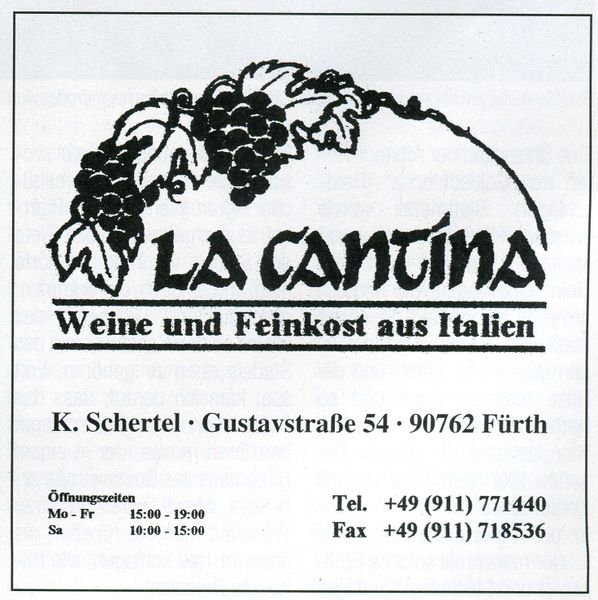 LA CANTINA
Weine und Feinkost aus Italien
K. Schertel · Gustavstraße 54 · 90762 Fürth
Öffnungszeiten
Mo - Fr 15:00 - 19:00
Sa 10:00 - 15:00
Tel. +49 (911) 771440
Fax +49 (911) 718536